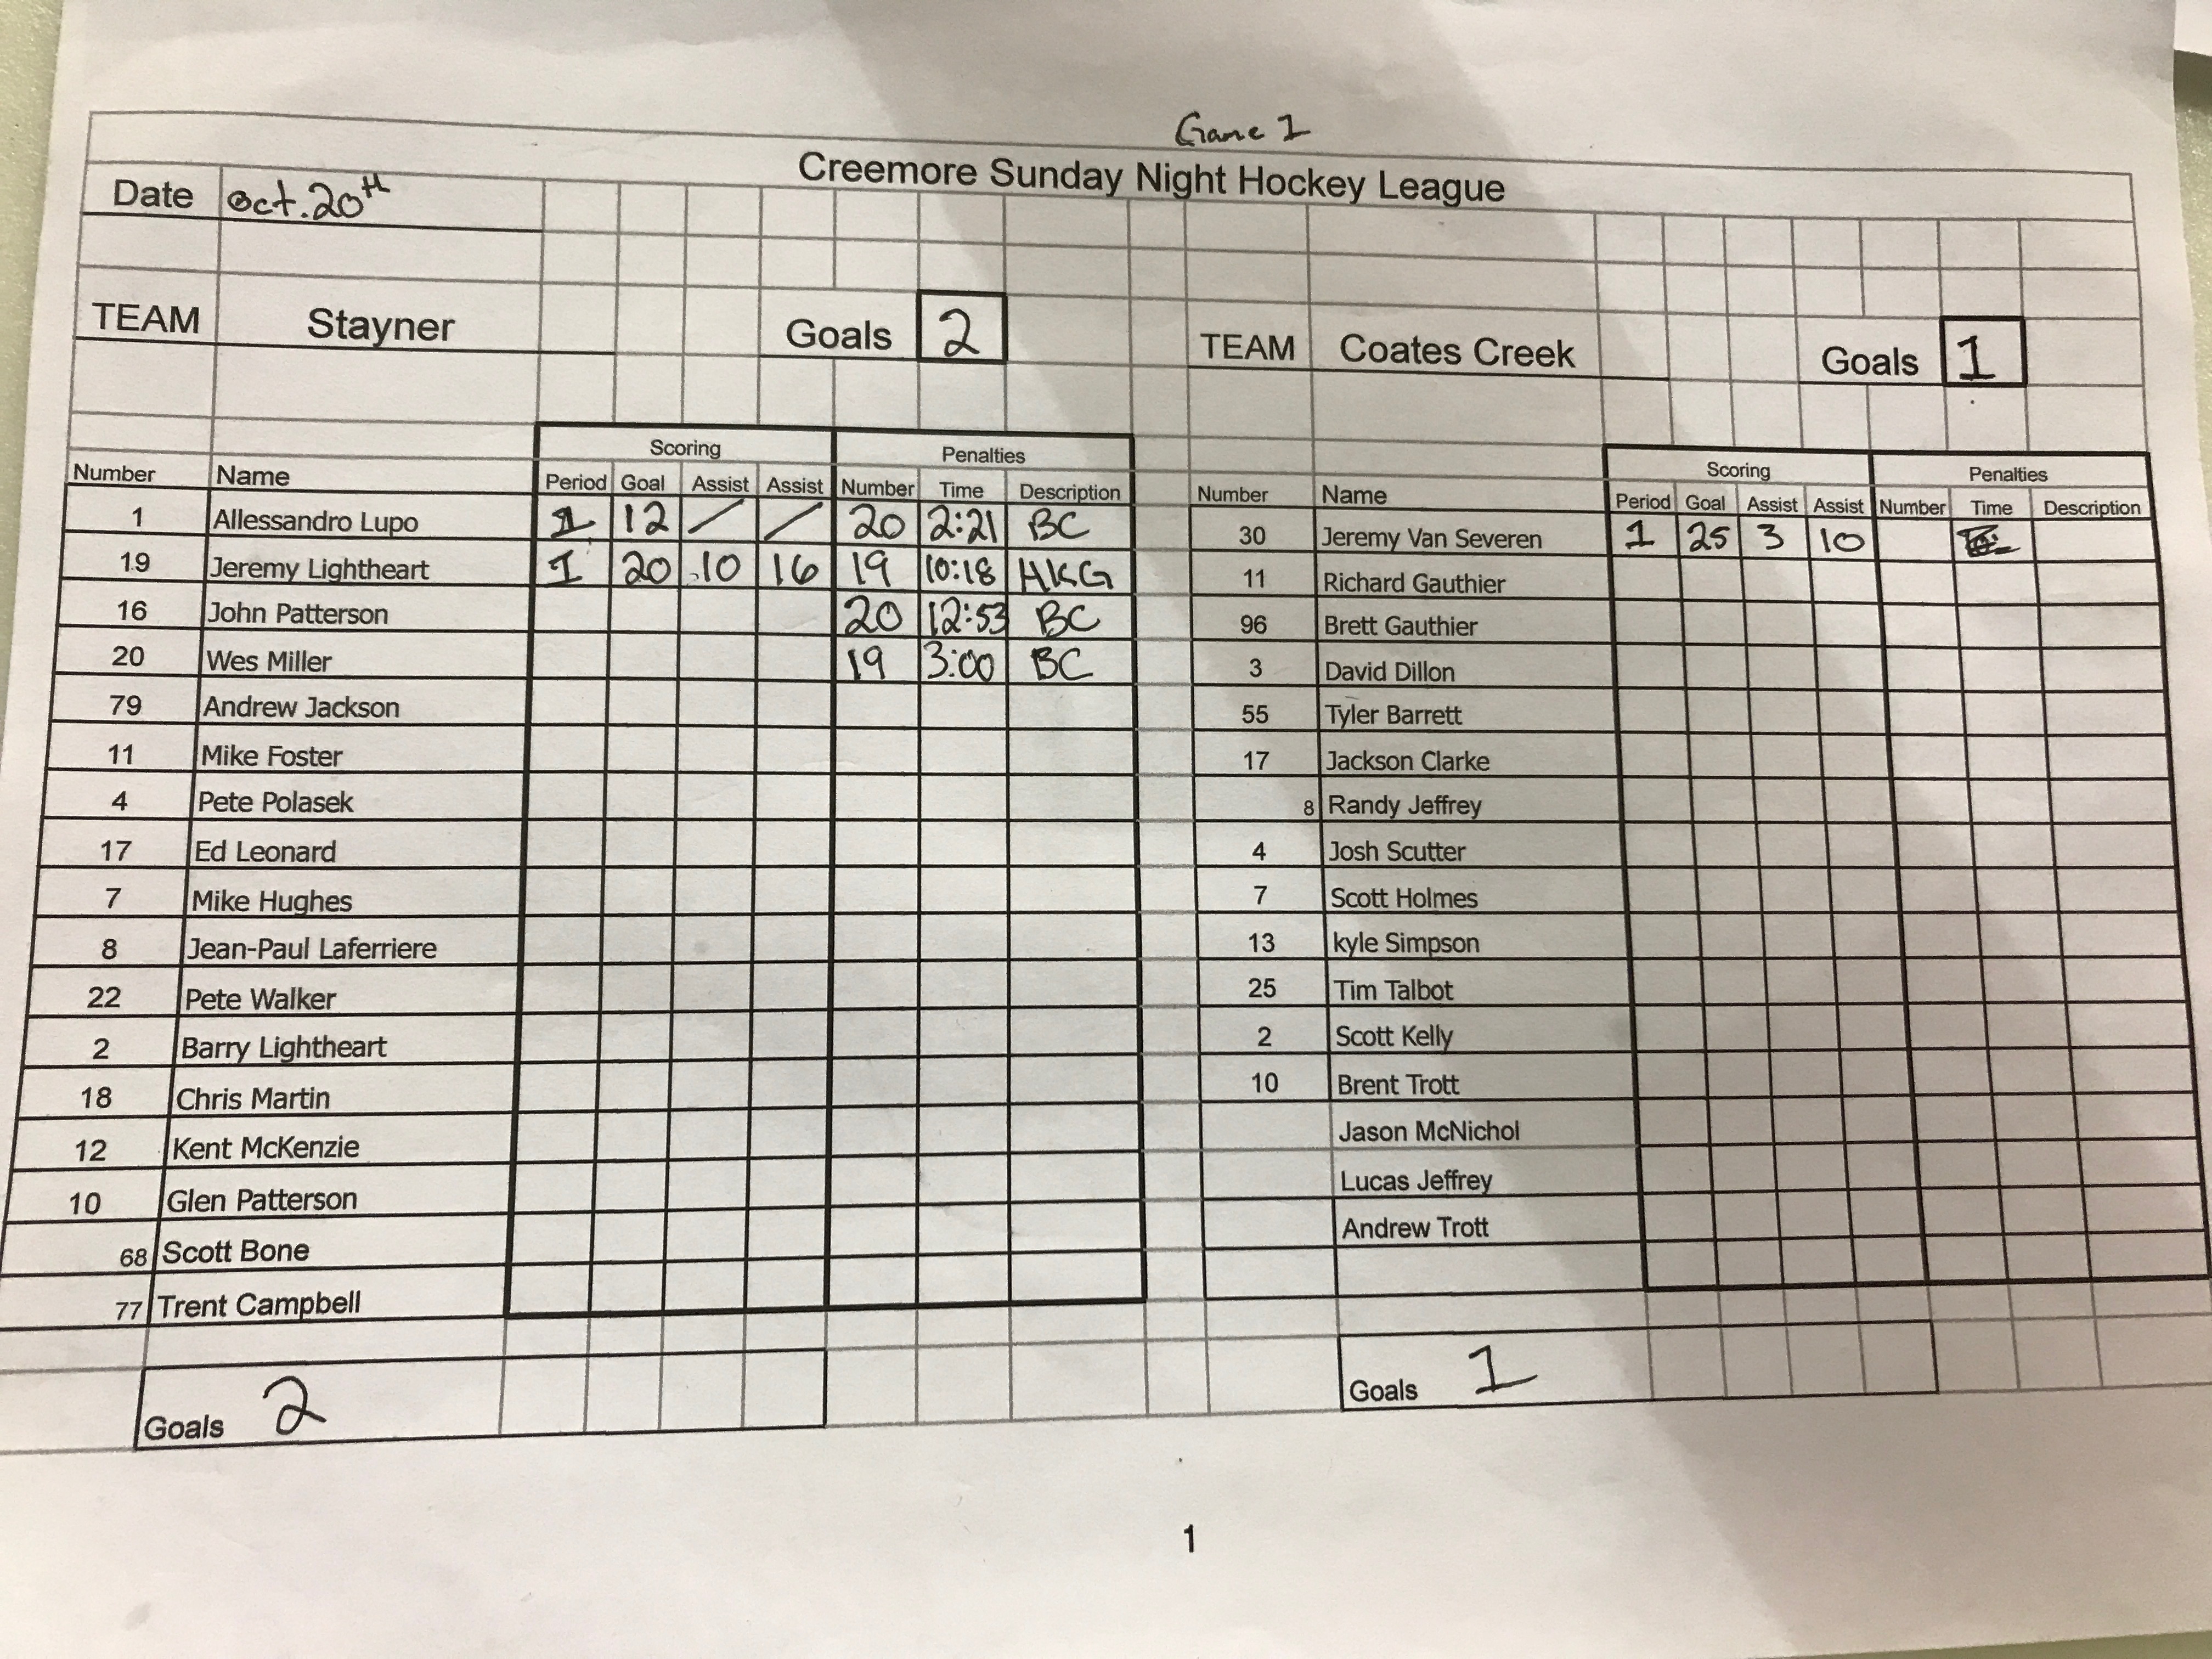 Game 1
Creemore Sunday Night Hockey League
Date oct. 20th
TEAM Stayner Goals 2 TEAM Coates Creek Goals 1
Scoring Penalties Scoring Penalties
Number Name Period Goal Assist Assist Number Time Description Number Name Period Goal Assist Assist Number Time Description
1 Allessandro Lupo 1 12 / / 20 2:21 BC 30 Jeremy Van Severen 1 25 3 10
19 Jeremy Lightheart 1 20 10 16 19 10:18 HKG 11 Richard Gauthier
16 John Patterson 20 12:53 BC 96 Brett Gauthier
20 Wes Miller 19 3:00 BC 3 David Dillon
79 Andrew Jackson 55 Tyler Barrett
11 Mike Foster 17 Jackson Clarke
4 Pete Polasek 8 Randy Jeffrey
17 Ed Leonard 4 Josh Scutter
7 Mike Hughes 7 Scott Holmes
8 Jean-Paul Laferriere 13 kyle Simpson
22 Pete Walker 25 Tim Talbot
2 Barry Lightheart 2 Scott Kelly
18 Chris Martin 10 Brent Trott
12 Kent McKenzie Jason McNichol
10 Glen Patterson Lucas Jeffrey
68 Scott Bone Andrew Trott
77 Trent Campbell
Goals 2 Goals 1
1